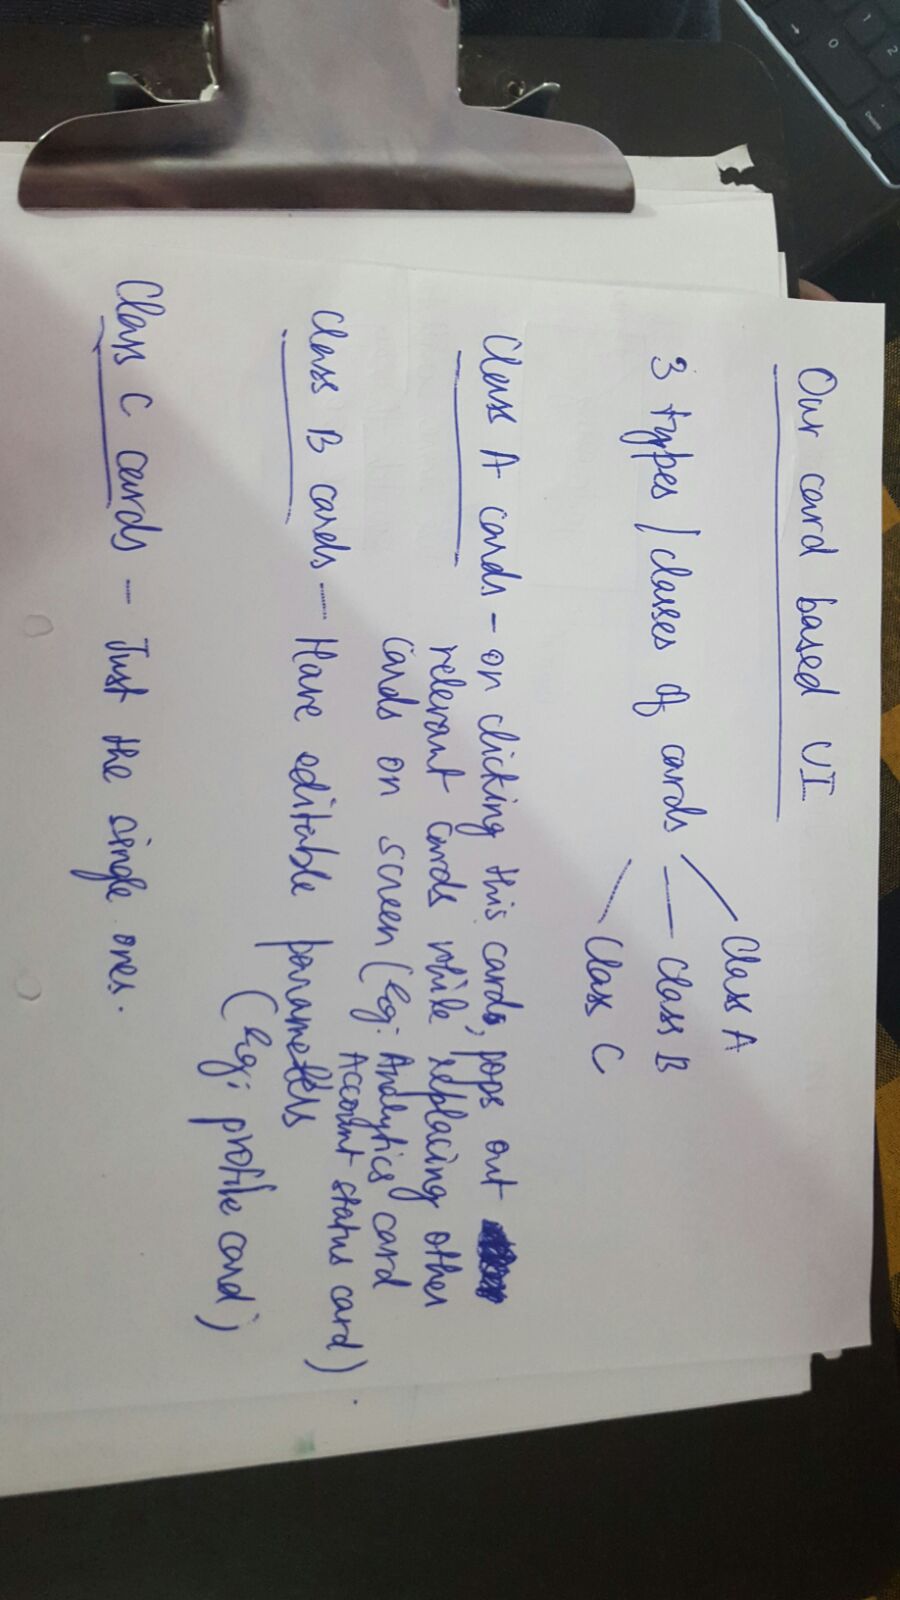 Our card based UI
3 types / classes of cards
Class A
Class B
Class C
Class A cards - on clicking this cards, pops out
relevant cards while replacing other
cards on screen (Eg: Analytics card
Account status card).
Class B cards - Have editable parameters
(Eg: profile card)
Class C cards - Just the single ones.